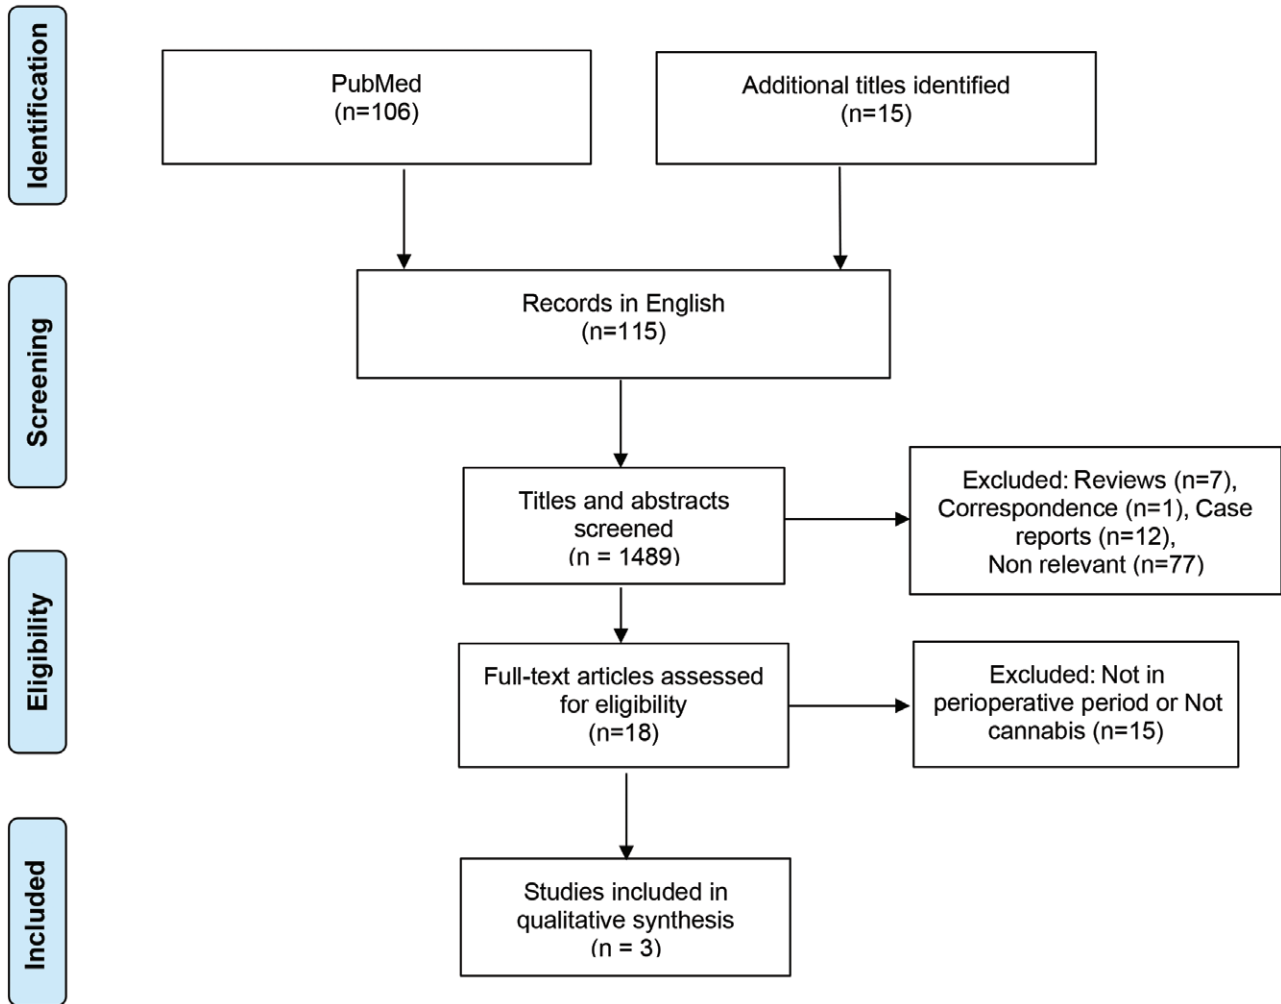 Identification
PubMed
(n=106)
Additional titles identified
(n=15)
Screening
Records in English
(n=115)
Titles and abstracts
screened
(n = 1489)
Excluded: Reviews (n=7),
Correspondence (n=1), Case
reports (n=12),
Non relevant (n=77)
Eligibility
Full-text articles assessed
for eligibility
(n=18)
Excluded: Not in
perioperative period or Not
cannabis (n=15)
Included
Studies included in
qualitative synthesis
(n = 3)